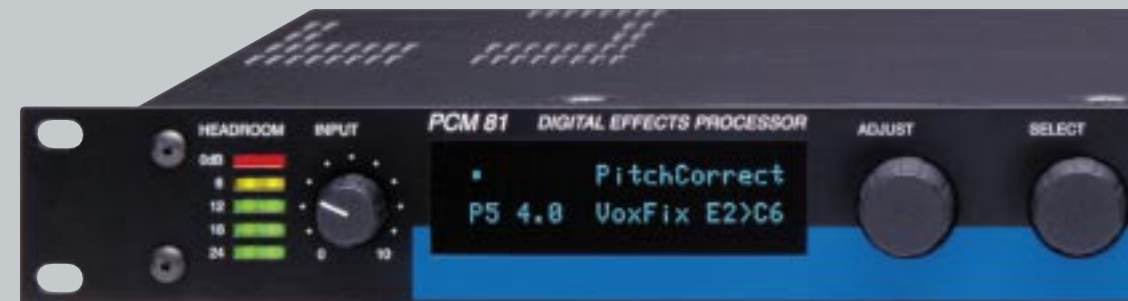 PCM 81 DIGITAL EFFECTS PROCESSOR
HEADROOM INPUT ADJUST SELECT
0dB
6
12
18
24
0 10
PitchCorrect
P5 4.0 VoxFix E2>C6